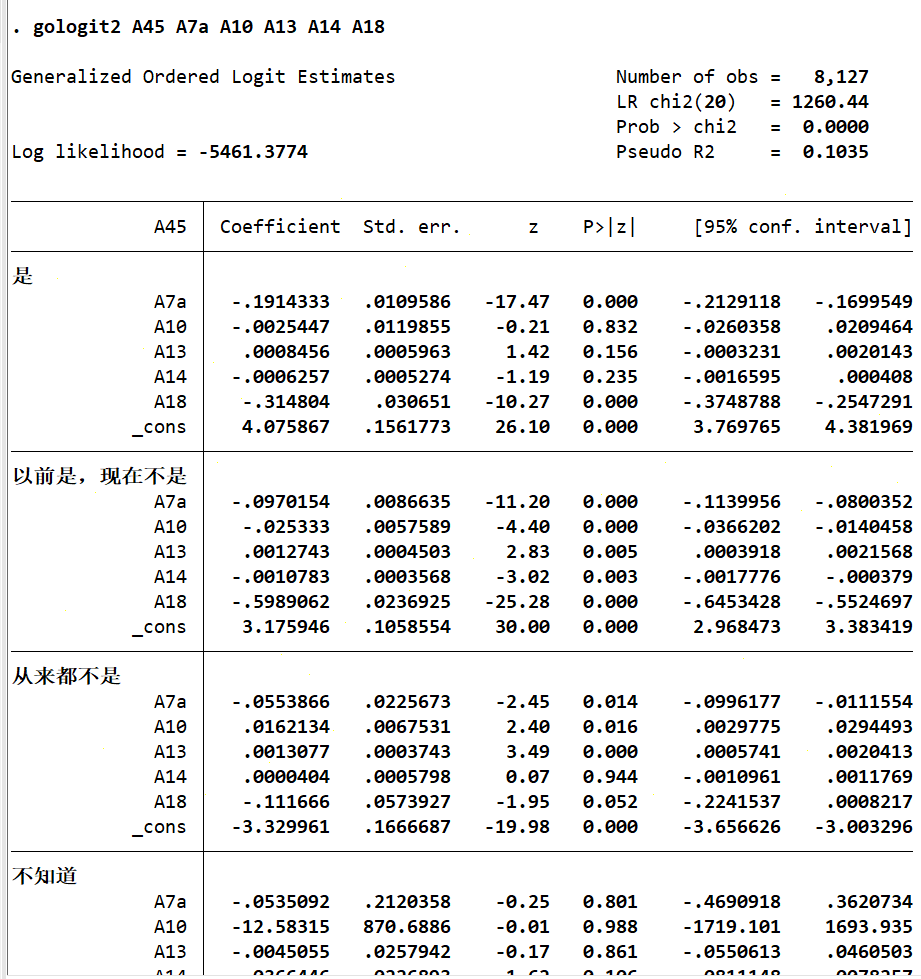 . gologit2 A45 A7a A10 A13 A14 A18
Generalized Ordered Logit Estimates Number of obs = 8,127
LR chi2(20) = 1260.44
Prob > chi2 = 0.0000
Log likelihood = -5461.3774 Pseudo R2 = 0.1035
A45 Coefficient Std. err. z P>|z| [95% conf. interval]
是
A7a -.1914333 .0109586 -17.47 0.000 -.2129118 -.1699549
A10 -.0025447 .0119855 -0.21 0.832 -.0260358 .0209464
A13 .0008456 .0005963 1.42 0.156 -.0003231 .0020143
A14 -.0006257 .0005274 -1.19 0.235 -.0016595 .000408
A18 -.314804 .030651 -10.27 0.000 -.3748788 -.2547291
_cons 4.075867 .1561773 26.10 0.000 3.769765 4.381969
以前是，现在不是
A7a -.0970154 .0086635 -11.20 0.000 -.1139956 -.0800352
A10 -.025333 .0057589 -4.40 0.000 -.0366202 -.0140458
A13 .0012743 .0004503 2.83 0.005 .0003918 .0021568
A14 -.0010783 .0003568 -3.02 0.003 -.0017776 -.000379
A18 -.5989062 .0236925 -25.28 0.000 -.6453428 -.5524697
_cons 3.175946 .1058554 30.00 0.000 2.968473 3.383419
从来都不是
A7a -.0553866 .0225673 -2.45 0.014 -.0996177 -.0111554
A10 .0162134 .0067531 2.40 0.016 .0029775 .0294493
A13 .0013077 .0003743 3.49 0.000 .0005741 .0020413
A14 .0000404 .0005798 0.07 0.944 -.0010961 .0011769
A18 -.111666 .0573927 -1.95 0.052 -.2241537 .0008217
_cons -3.329961 .1666687 -19.98 0.000 -3.656626 -3.003296
不知道
A7a -.0535092 .2120358 -0.25 0.801 -.4690918 .3620734
A10 -12.58315 870.6886 -0.01 0.988 -1719.101 1693.935
A13 -.0045055 .0257942 -0.17 0.861 -.0550613 .0460503